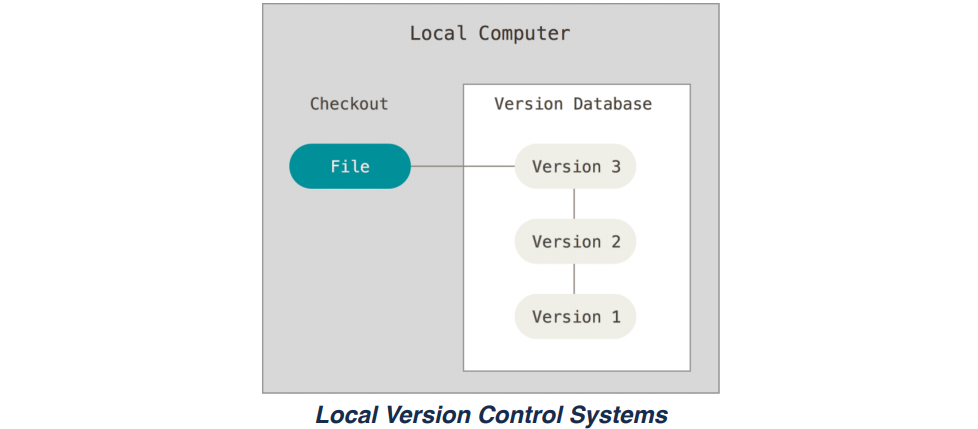 Local Computer
Checkout
Version Database
File
Version 3
Version 2
Version 1
Local Version Control Systems